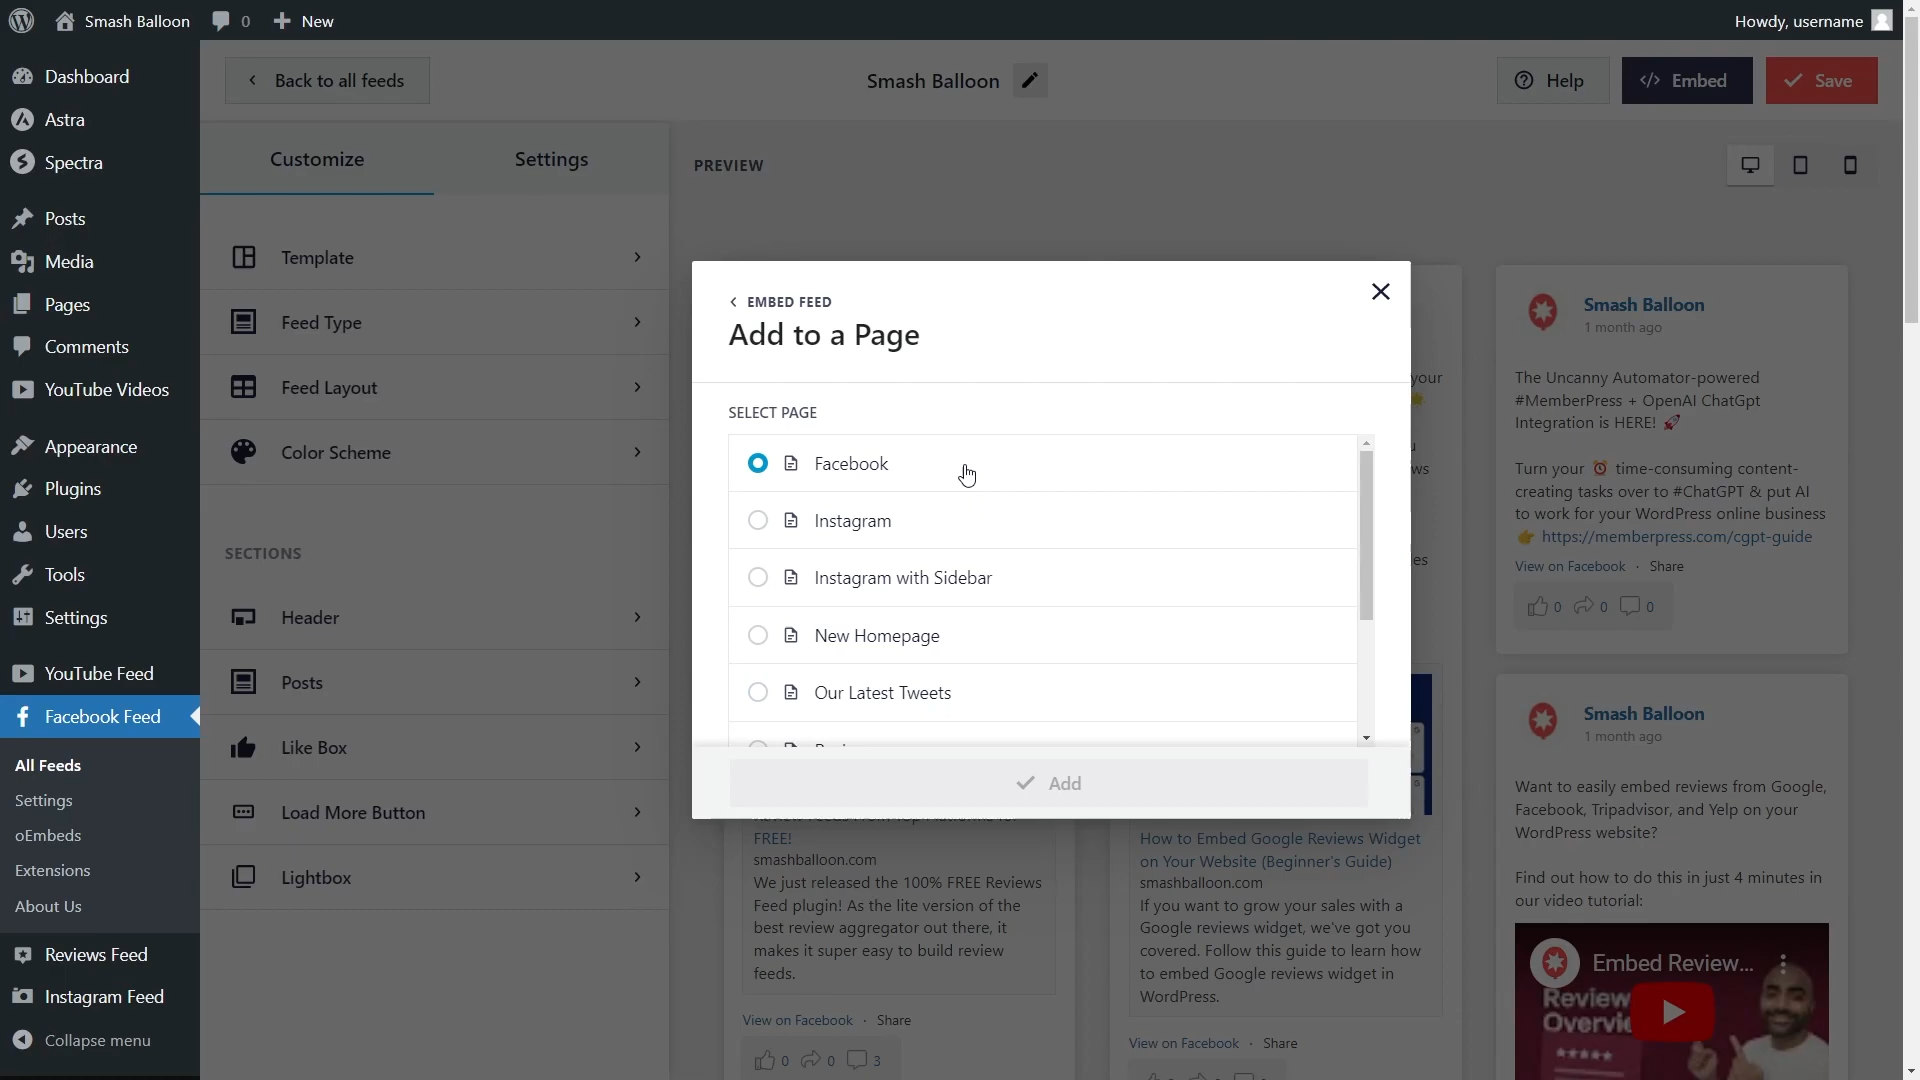 Smash Balloon
0
New
Howdy, username
Dashboard
Astra
Spectra
Posts
Media
Pages
Comments
YouTube Videos
Appearance
Plugins
Users
Tools
Settings
YouTube Feed
Facebook Feed
All Feeds
Settings
oEmbeds
Extensions
About Us
Reviews Feed
Instagram Feed
Collapse menu
Back to all feeds
Smash Balloon
Help
</> Embed
Save
Customize
Settings
Template
Feed Type
Feed Layout
Color Scheme
SECTIONS
Header
Posts
Like Box
Load More Button
Lightbox
PREVIEW
EMBED FEED
Add to a Page
SELECT PAGE
Facebook
Instagram
Instagram with Sidebar
New Homepage
Our Latest Tweets
Add
your
FREE!
smashballoon.com
We just released the 100% FREE Reviews
Feed plugin! As the lite version of the
best review aggregator out there, it
makes it super easy to build review
feeds.
View on Facebook · Share
0 0 3
How to Embed Google Reviews Widget
on Your Website (Beginner's Guide)
smashballoon.com
If you want to grow your sales with a
Google reviews widget, we've got you
covered. Follow this guide to learn how
to embed Google reviews widget in
WordPress.
View on Facebook · Share
Smash Balloon
1 month ago
The Uncanny Automator-powered
#MemberPress + OpenAI ChatGpt
Integration is HERE! 🚀
Turn your ⏰ time-consuming content-
creating tasks over to #ChatGPT & put AI
to work for your WordPress online business
👉 https://memberpress.com/cgpt-guide
View on Facebook · Share
0 0 0
Smash Balloon
1 month ago
Want to easily embed reviews from Google,
Facebook, Tripadvisor, and Yelp on your
WordPress website?
Find out how to do this in just 4 minutes in
our video tutorial:
Embed Review...
Review
Overvi